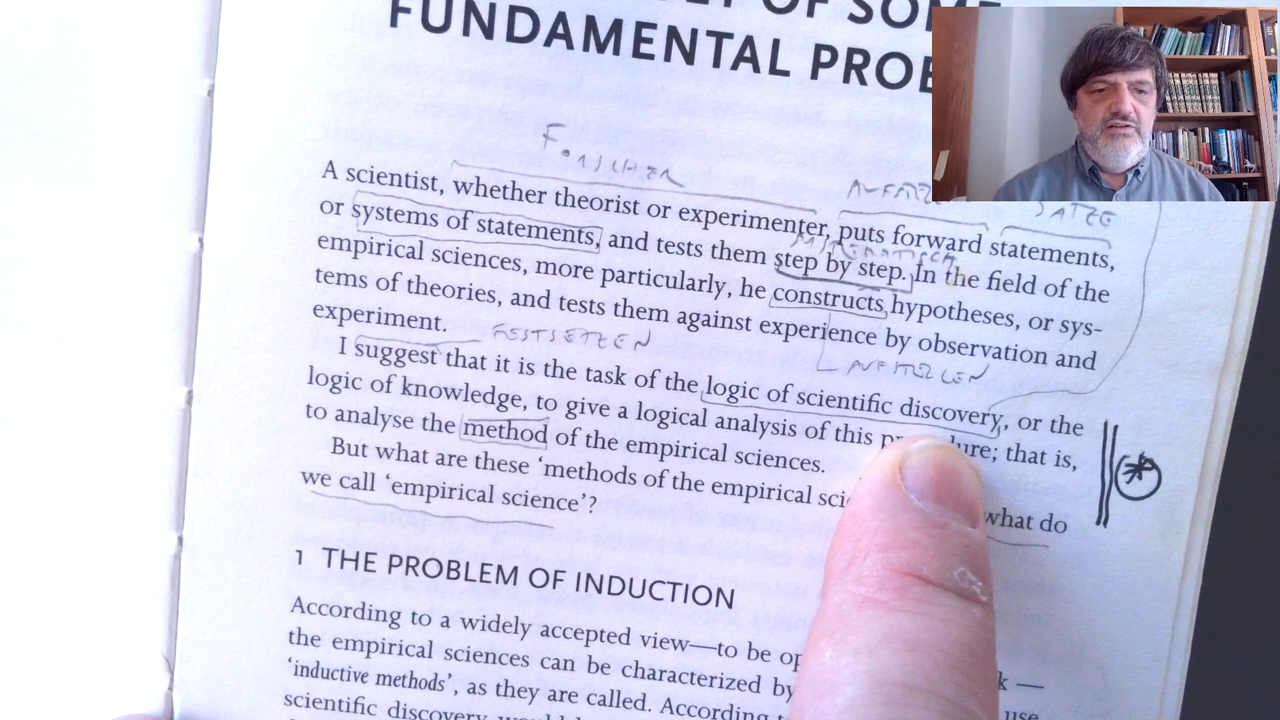 OF SOME
FUNDAMENTAL PROB
FORSCHER
SÄTZE
A scientist, whether theorist or experimenter, puts forward statements,
or systems of statements, and tests them step by step. In the field of the
empirical sciences, more particularly, he constructs hypotheses, or sys-
tems of theories, and tests them against experience by observation and
experiment.
FESTSETZEN
AUFSTELLEN
I suggest that it is the task of the logic of scientific discovery, or the
logic of knowledge, to give a logical analysis of this procedure; that is,
to analyse the method of the empirical sciences.
But what are these ‘methods of the empirical what do
we call ‘empirical science’?
1 THE PROBLEM OF INDUCTION
According to a widely accepted view—to be op
the empirical sciences can be characterized by
‘inductive methods’, as they are called. According use
scientific discovery would